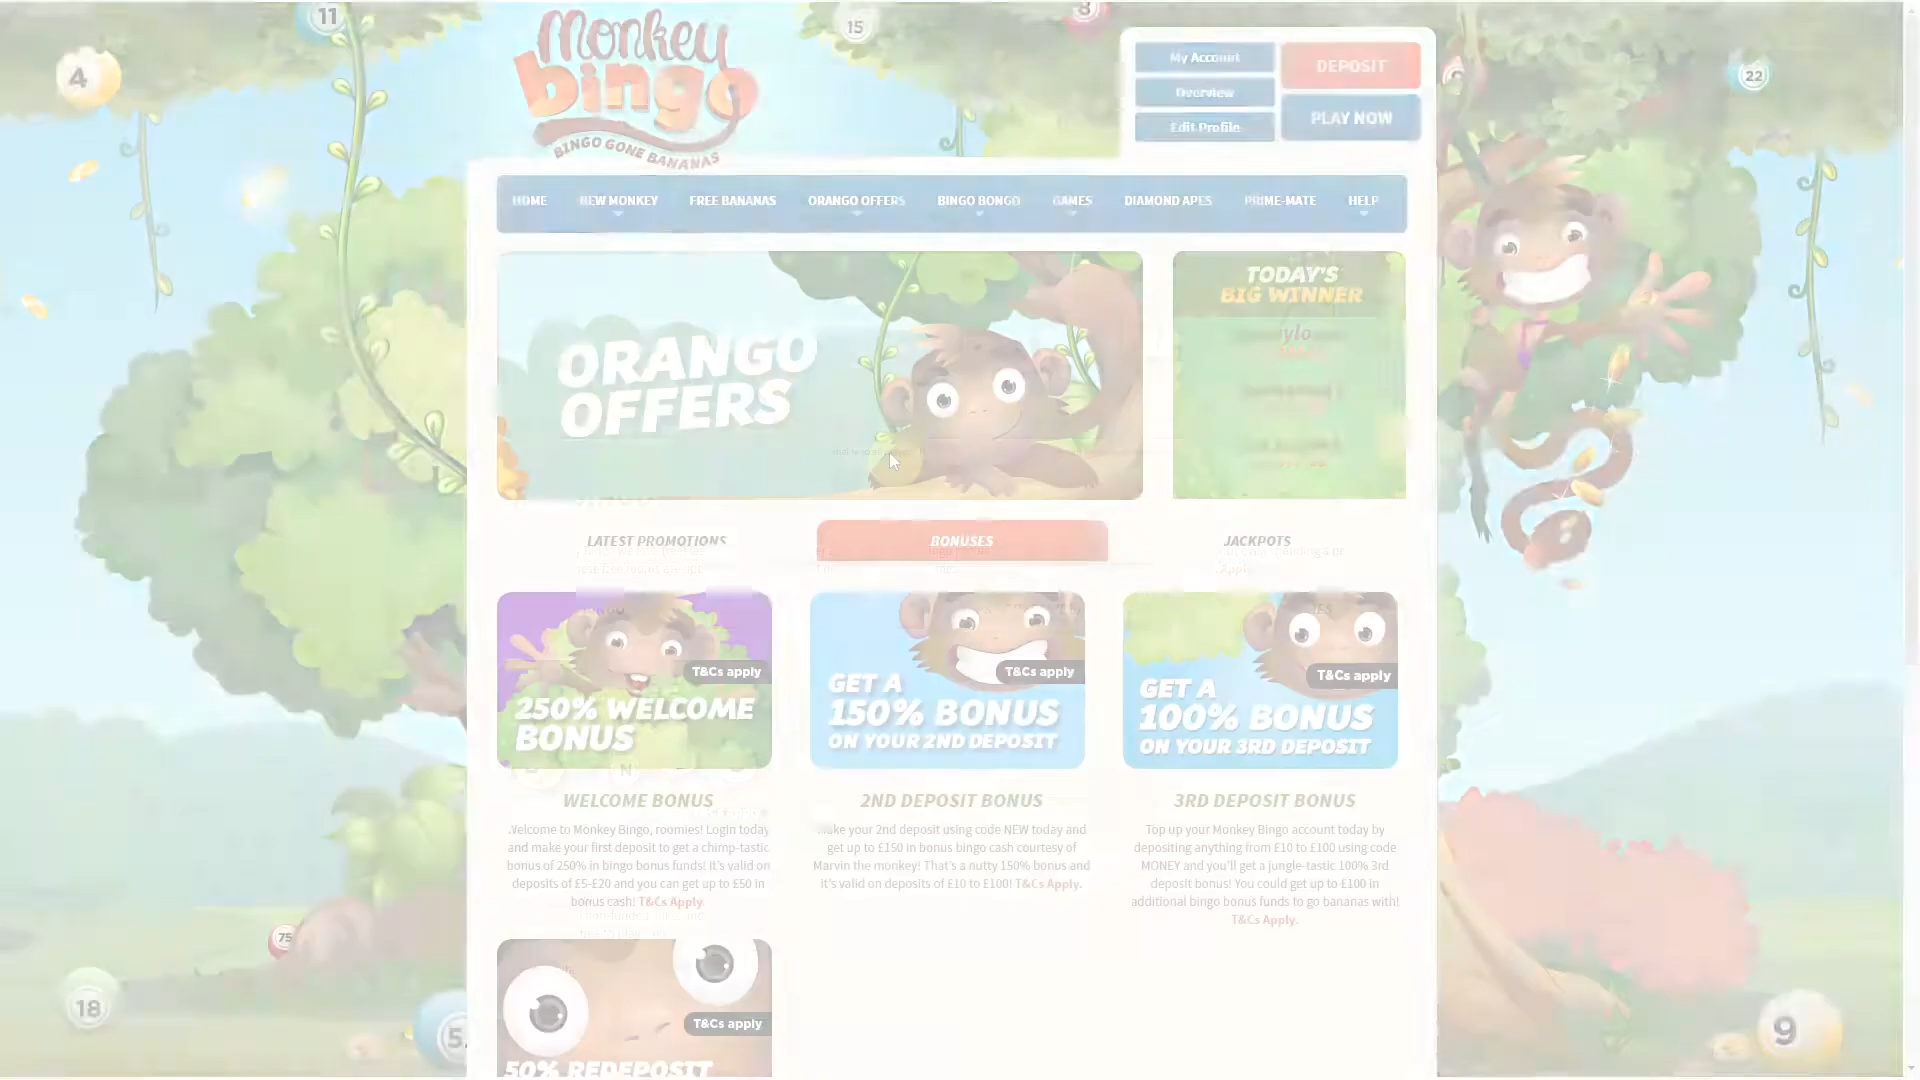 11
15
3
4
22
Monkey
bingo
BINGO GONE BANANAS
My Account
DEPOSIT
Overview
PLAY NOW
Edit Profile
HOME NEW MONKEY FREE BANANAS ORANGO OFFERS BINGO BONGO GAMES DIAMOND APES PRIME-MATE HELP
ORANGO
OFFERS
TODAY'S
BIG WINNER
LATEST PROMOTIONS BONUSES JACKPOTS
T&Cs apply
250% WELCOME
BONUS
T&Cs apply
GET A
150% BONUS
ON YOUR 2ND DEPOSIT
T&Cs apply
GET A
100% BONUS
ON YOUR 3RD DEPOSIT
WELCOME BONUS
Welcome to Monkey Bingo, roomies! Login today
and make your first deposit to get a chimp-tastic
bonus of 250% in bingo bonus funds! It's valid on
deposits of £5-£20 and you can get up to £50 in
bonus cash! T&Cs Apply.
2ND DEPOSIT BONUS
Make your 2nd deposit using code NEW today and
get up to £150 in bonus bingo cash courtesy of
Marvin the monkey! That's a nutty 150% bonus and
it's valid on deposits of £10 to £100! T&Cs Apply.
3RD DEPOSIT BONUS
Top up your Monkey Bingo account today by
depositing anything from £10 to £100 using code
MONEY and you'll get a jungle-tastic 100% 3rd
deposit bonus! You could get up to £100 in
additional bingo bonus funds to go bananas with!
T&Cs Apply.
75
18
5
9
T&Cs apply
50% REDEPOSIT